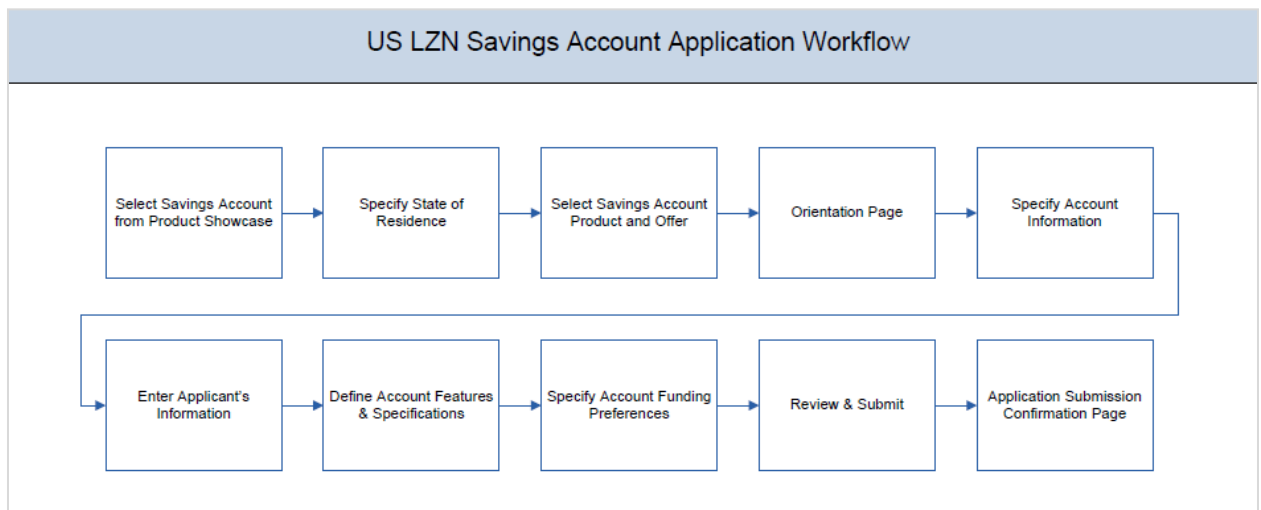 US LZN Savings Account Application Workflow
Select Savings Account
from Product Showcase
Specify State of
Residence
Select Savings Account
Product and Offer
Orientation Page
Specify Account
Information
Enter Applicant's
Information
Define Account Features
& Specifications
Specify Account Funding
Preferences
Review & Submit
Application Submission
Confirmation Page